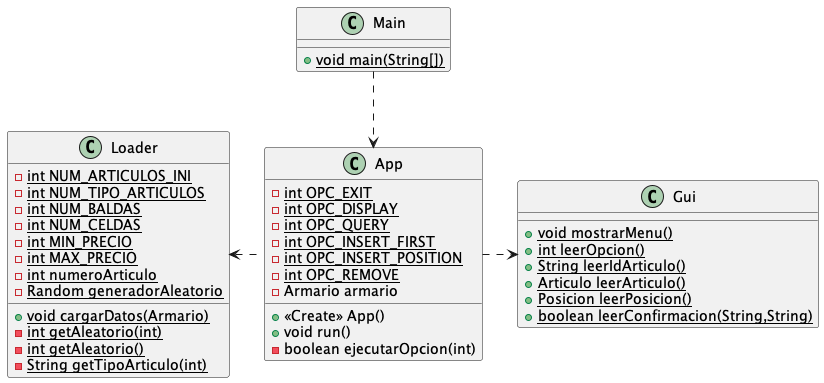 C Main
void main(String[])
C Loader
int NUM_ARTICULOS_INI
int NUM_TIPO_ARTICULOS
int NUM_BALDAS
int NUM_CELDAS
int MIN_PRECIO
int MAX_PRECIO
int numeroArticulo
Random generadorAleatorio
void cargarDatos(Armario)
int getAleatorio(int)
int getAleatorio()
String getTipoArticulo(int)
C App
int OPC_EXIT
int OPC_DISPLAY
int OPC_QUERY
int OPC_INSERT_FIRST
int OPC_INSERT_POSITION
int OPC_REMOVE
Armario armario
«Create» App()
void run()
boolean ejecutarOpcion(int)
C Gui
void mostrarMenu()
int leerOpcion()
String leerIdArticulo()
Articulo leerArticulo()
Posicion leerPosicion()
boolean leerConfirmacion(String,String)